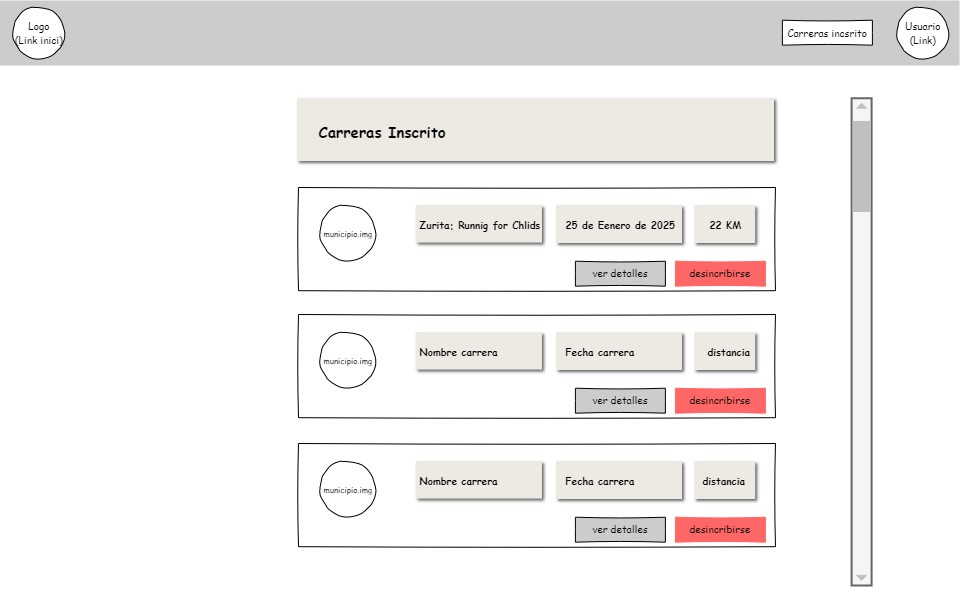 Logo
(Link inici)
Carreras incsrito
Usuario
(Link)
Carreras Inscrito
municipio.img
Zurita; Runnig for Chlids
25 de Eenero de 2025
22 KM
ver detalles
desincribirse
municipio.img
Nombre carrera
Fecha carrera
distancia
ver detalles
desincribirse
municipio.img
Nombre carrera
Fecha carrera
distancia
ver detalles
desincribirse